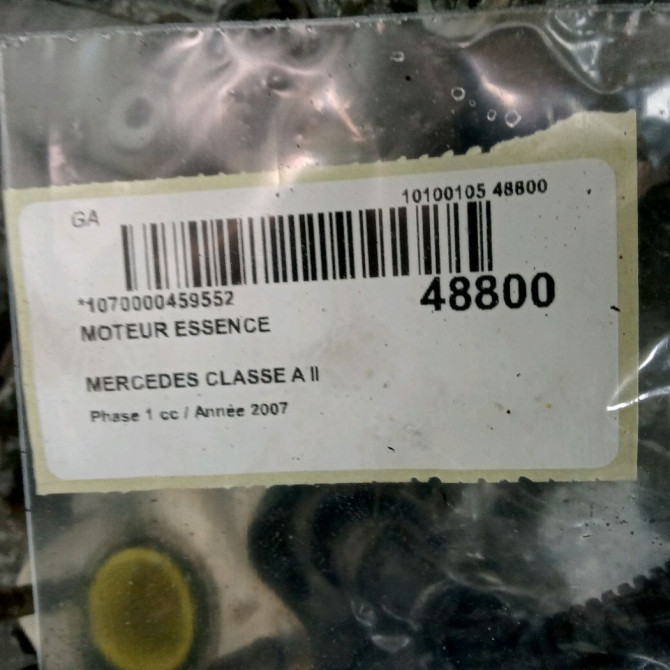 GA
10100105 48800
*1070000459552
48800
MOTEUR ESSENCE
MERCEDES CLASSE A II
Phase 1 cc / Année 2007